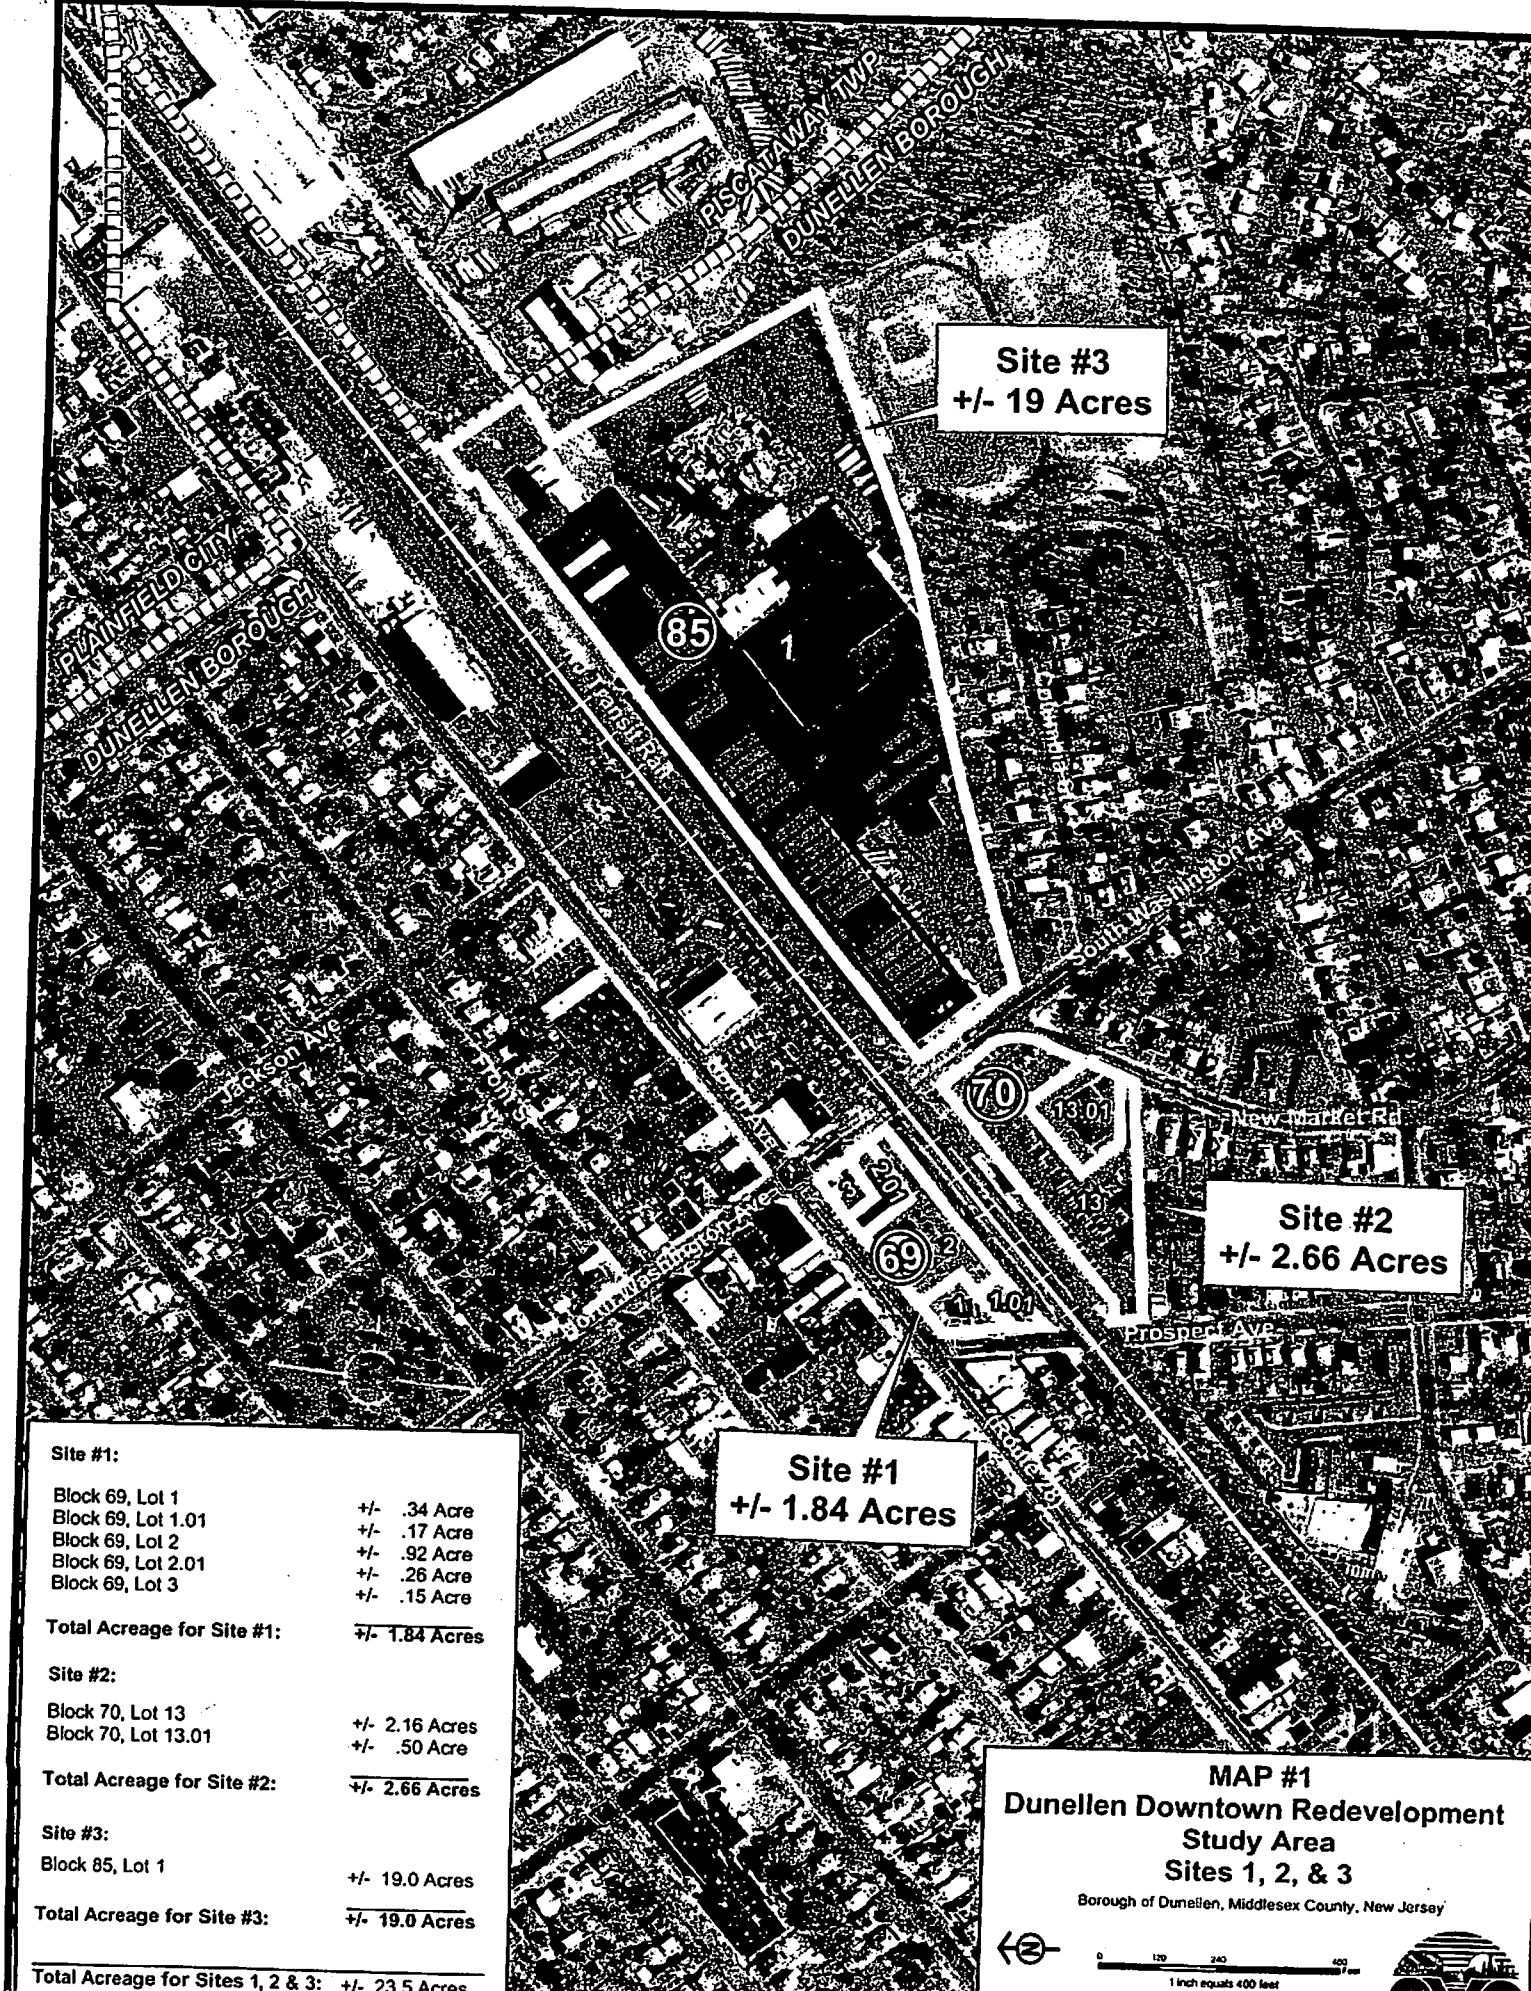 PISCATAWAY TWP
DUNELLEN BOROUGH
Site #3
+/- 19 Acres
PLAINFIELD CITY
DUNELLEN BOROUGH
85
1
Transit Rail
South Washington Ave
Jackson Ave
70
13.01
New Market Rd
13
3
2.01
69
2
1
1.01
Site #2
+/- 2.66 Acres
Prospect Ave
North Washington Ave
Site #1
+/- 1.84 Acres
Site #1:
Block 69, Lot 1 +/- .34 Acre
Block 69, Lot 1.01 +/- .17 Acre
Block 69, Lot 2 +/- .92 Acre
Block 69, Lot 2.01 +/- .26 Acre
Block 69, Lot 3 +/- .15 Acre
Total Acreage for Site #1: +/- 1.84 Acres
Site #2:
Block 70, Lot 13 +/- 2.16 Acres
Block 70, Lot 13.01 +/- .50 Acre
Total Acreage for Site #2: +/- 2.66 Acres
Site #3:
Block 85, Lot 1 +/- 19.0 Acres
Total Acreage for Site #3: +/- 19.0 Acres
Total Acreage for Sites 1, 2 & 3: +/- 23.5 Acres
MAP #1
Dunellen Downtown Redevelopment
Study Area
Sites 1, 2, & 3
Borough of Dunellen, Middlesex County, New Jersey
N
0 120 240 480
Feet
1 inch equals 400 feet